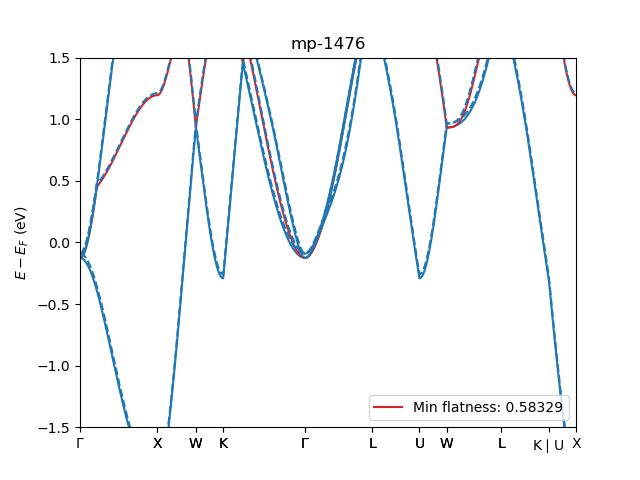 mp-1476
E − E_F (eV)
1.5
1.0
0.5
0.0
−0.5
−1.0
−1.5
Min flatness: 0.58329
Γ X W K Γ L U W L K | U X